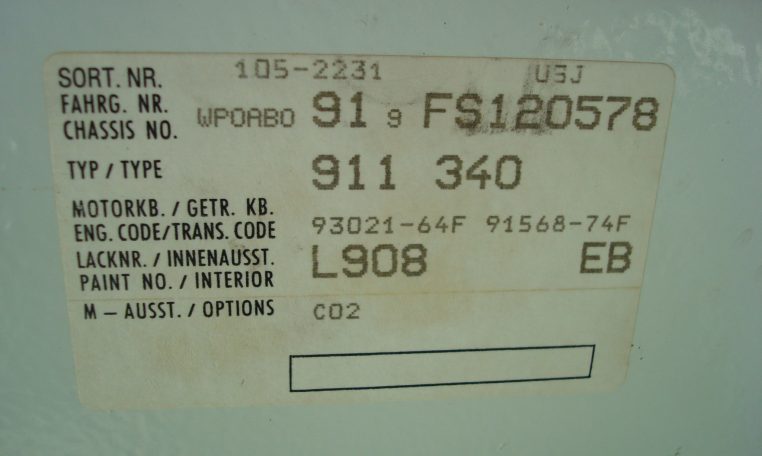 SORT. NR. 105-2231 USJ
FAHRG. NR.
CHASSIS NO. WPOABO 91 9 FS120578
TYP / TYPE 911 340
MOTORKB. / GETR. KB.
ENG. CODE/TRANS. CODE 93021-64F 91568-74F
LACKNR. / INNENAUSST. L908 EB
PAINT NO. / INTERIOR
M – AUSST. / OPTIONS C02